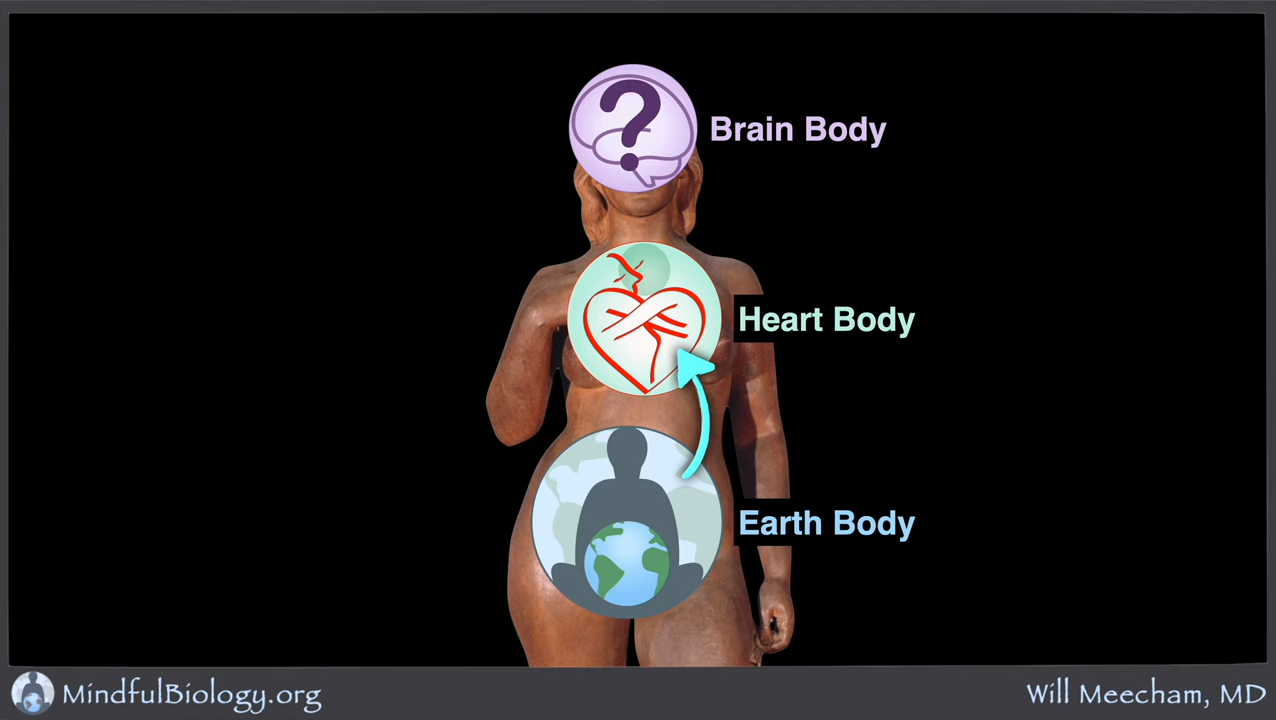 ?
Brain Body
Heart Body
Earth Body
MindfulBiology.org
Will Meecham, MD